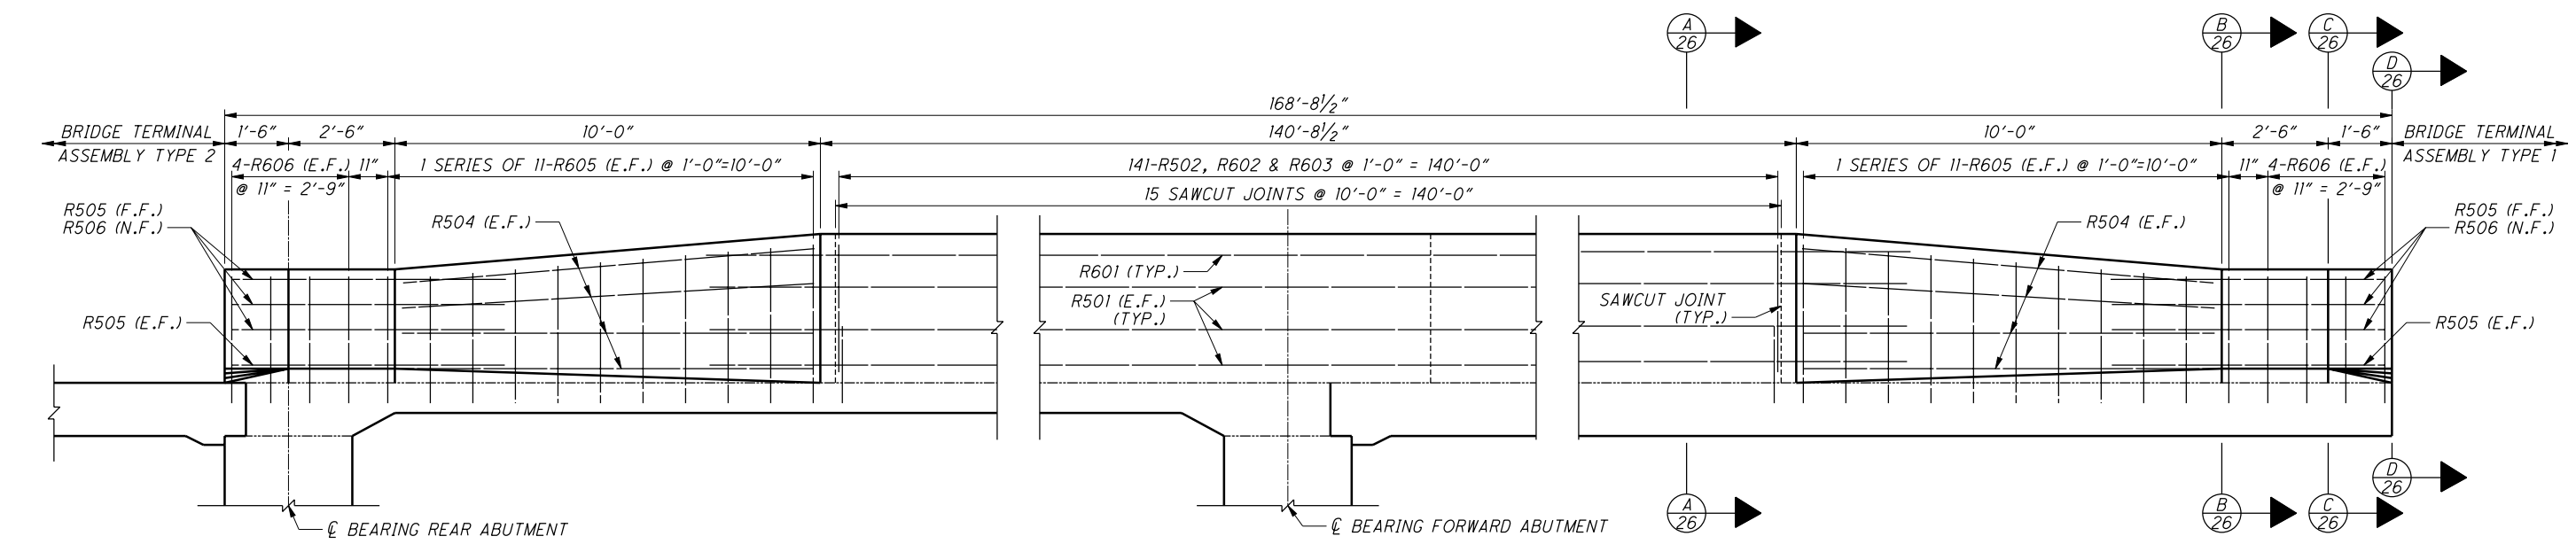 A
26
B
26
C
26
D
26
168'-8½"
BRIDGE TERMINAL
ASSEMBLY TYPE 2
1'-6"
2'-6"
10'-0"
140'-8½"
10'-0"
2'-6"
1'-6"
BRIDGE TERMINAL
ASSEMBLY TYPE 1
4-R606 (E.F.)
@ 11" = 2'-9"
11"
1 SERIES OF 11-R605 (E.F.) @ 1'-0"=10'-0"
141-R502, R602 & R603 @ 1'-0" = 140'-0"
1 SERIES OF 11-R605 (E.F.) @ 1'-0"=10'-0"
11"
4-R606 (E.F.)
@ 11" = 2'-9"
15 SAWCUT JOINTS @ 10'-0" = 140'-0"
R505 (F.F.)
R506 (N.F.)
R504 (E.F.)
R504 (E.F.)
R505 (F.F.)
R506 (N.F.)
R601 (TYP.)
R501 (E.F.)
(TYP.)
SAWCUT JOINT
(TYP.)
R505 (E.F.)
R505 (E.F.)
D
26
A
26
B
26
C
26
℄ BEARING REAR ABUTMENT
℄ BEARING FORWARD ABUTMENT